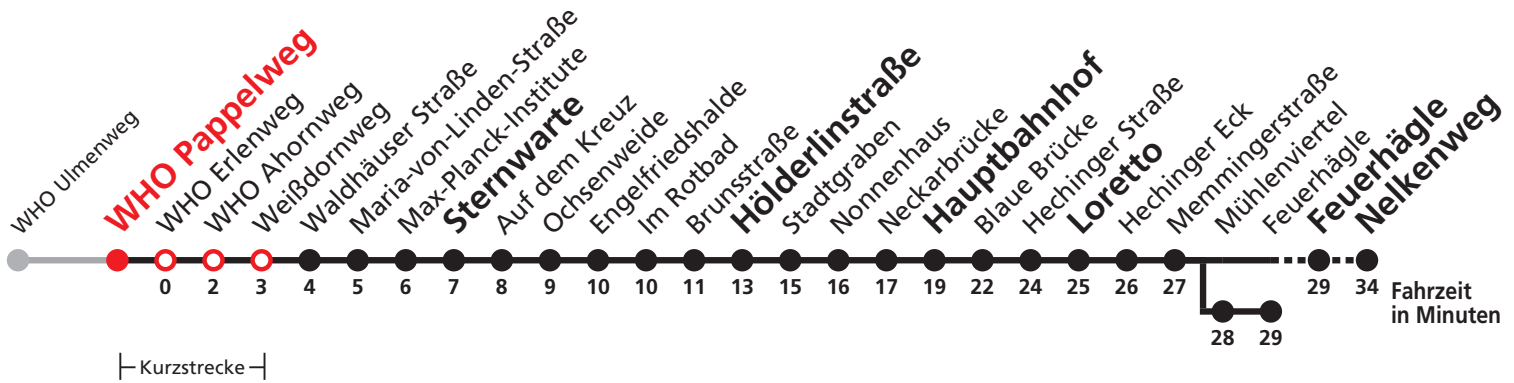 WHO Ulmenweg
WHO Pappelweg
WHO Erlenweg
WHO Ahornweg
Weißdornweg
Waldhäuser Straße
Maria-von-Linden-Straße
Max-Planck-Institute
Sternwarte
Auf dem Kreuz
Ochsenweide
Engelfriedshalde
Im Rotbad
Brunsstraße
Hölderlinstraße
Stadtgraben
Nonnenhaus
Neckarbrücke
Hauptbahnhof
Blaue Brücke
Hechinger Straße
Loretto
Hechinger Eck
Memmingerstraße
Mühlenviertel
Feuerhägle
Feuerhägle
Nelkenweg
0 2 3 4 5 6 7 8 9 10 10 11 13 15 16 17 19 22 24 25 26 27 29 34
Fahrzeit
in Minuten
28 29
Kurzstrecke